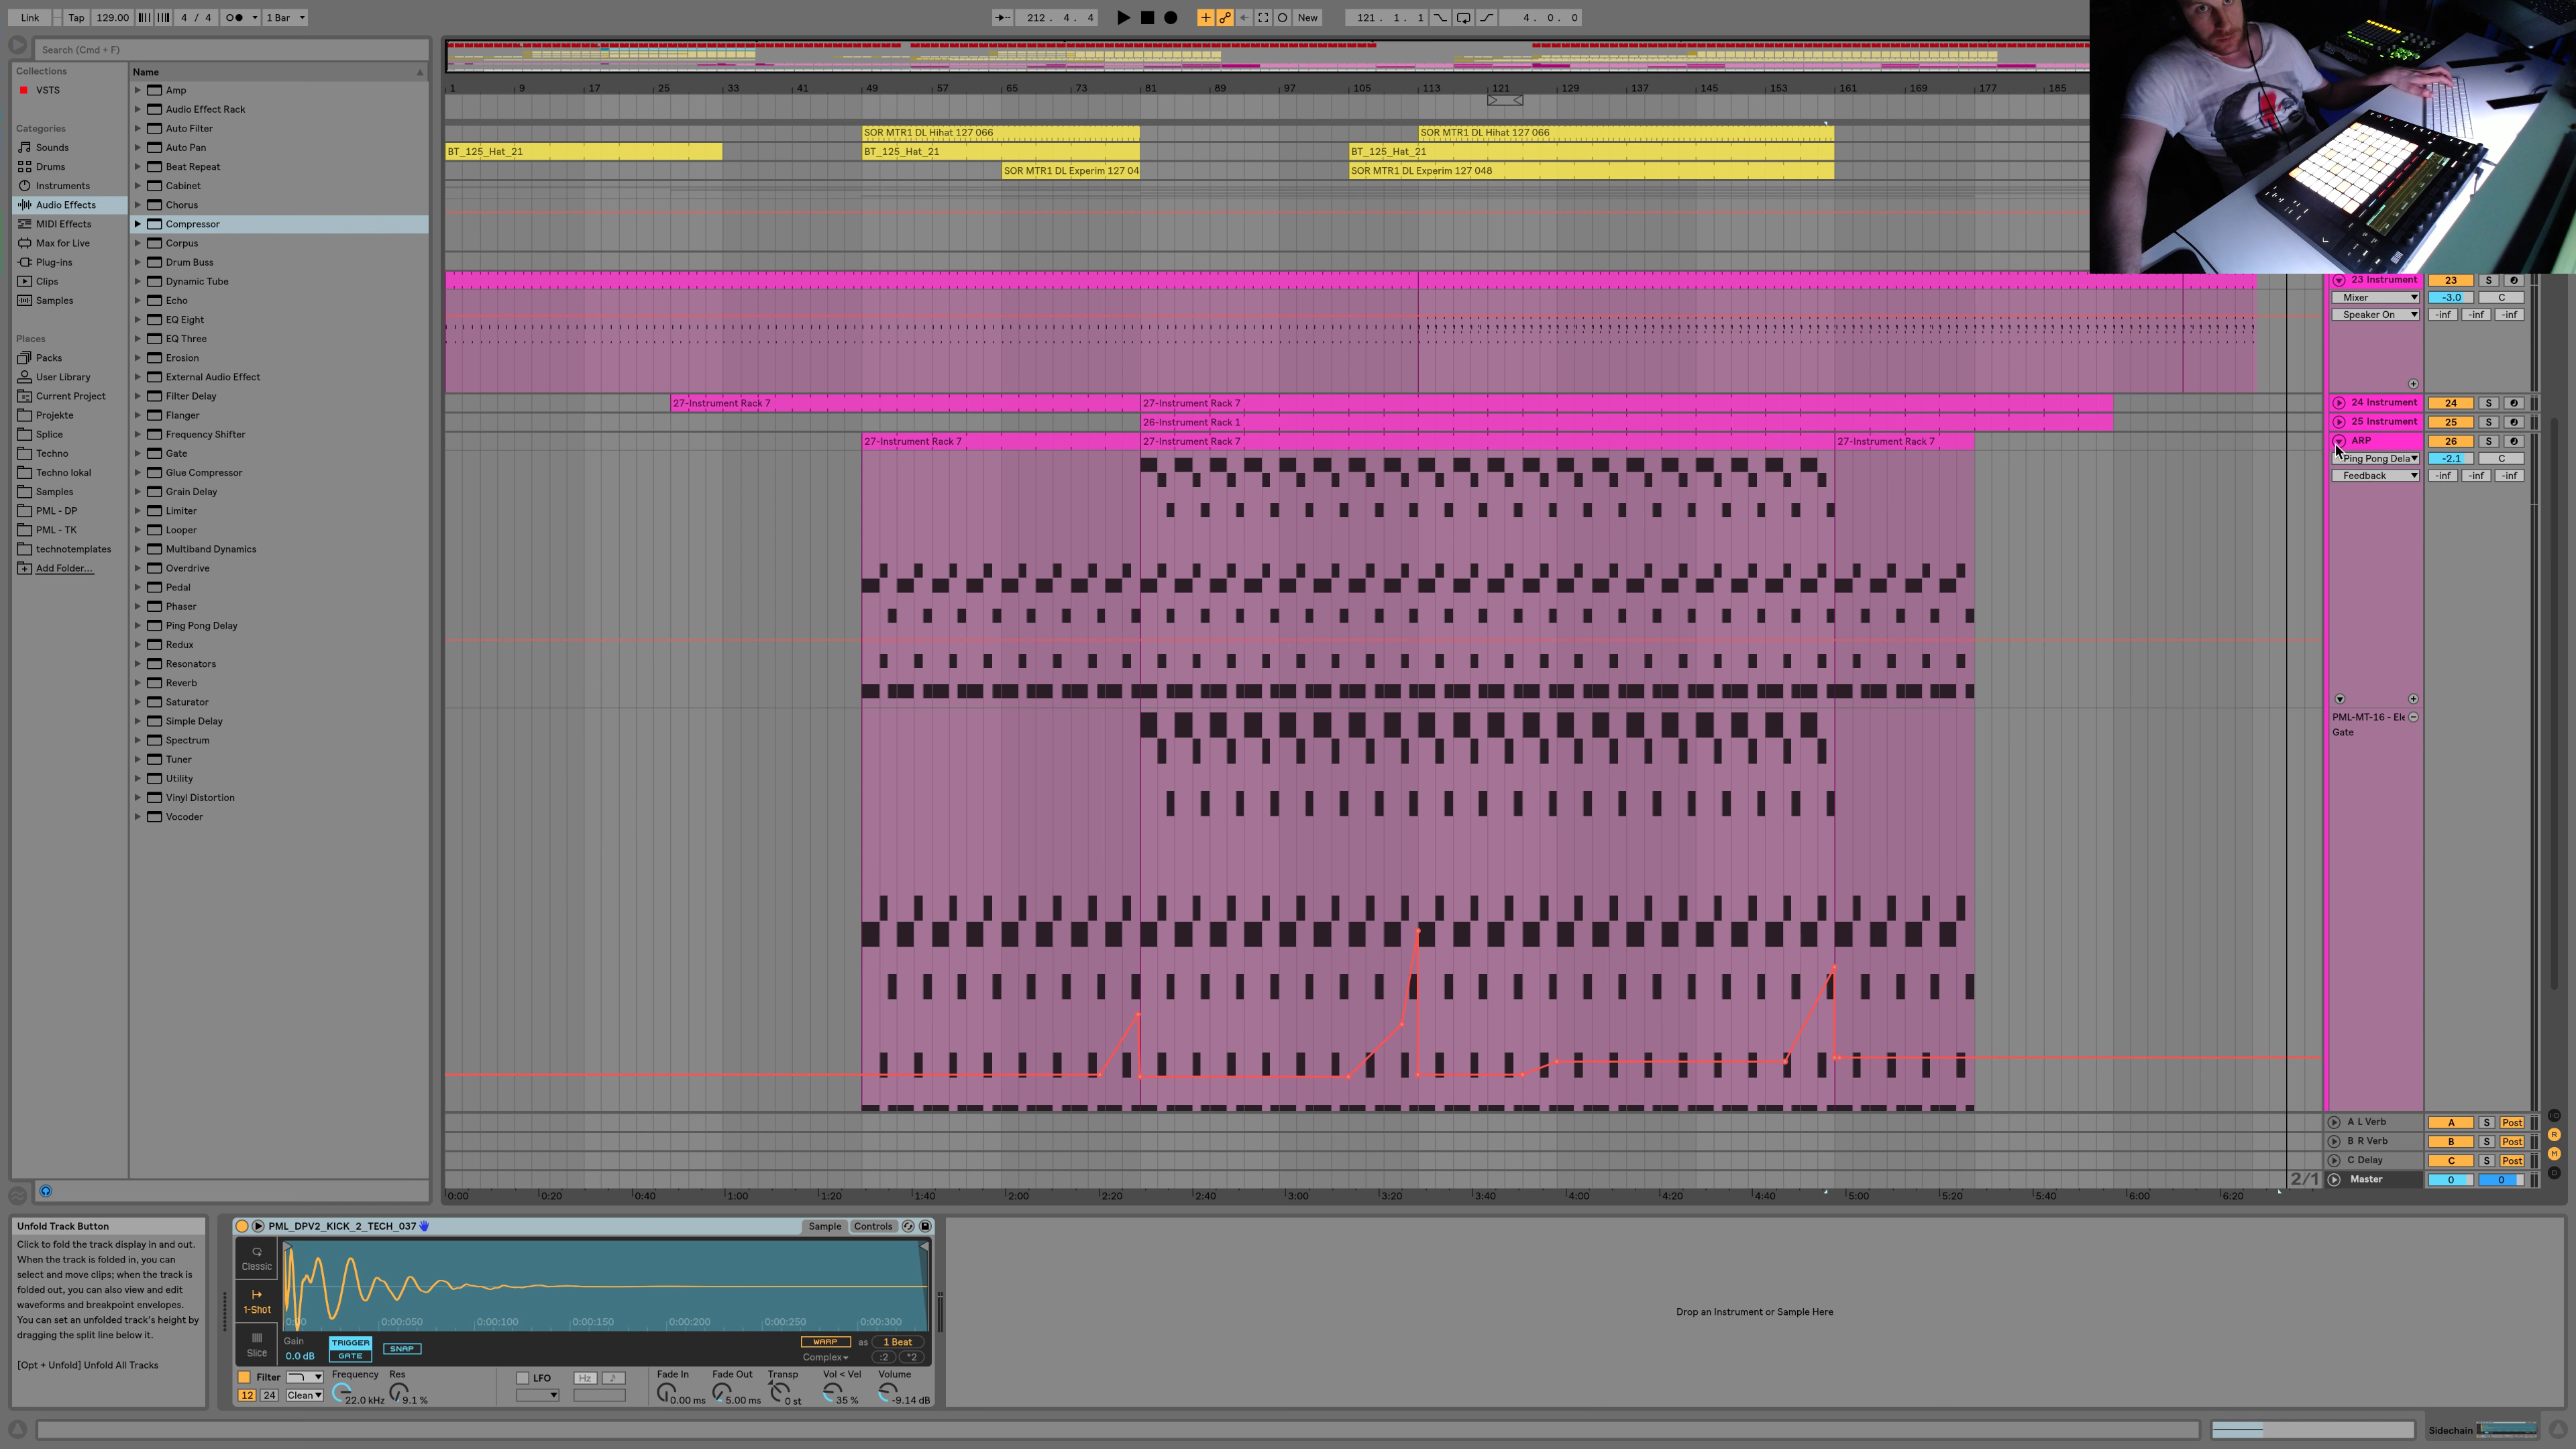 Link Tap 129.00 4 / 4 1 Bar 212 . 4 . 4 New 121 . 1 . 1 4 . 0 . 0
Search (Cmd + F)
Collections
VSTS
Categories
Sounds
Drums
Instruments
Audio Effects
MIDI Effects
Max for Live
Plug-ins
Clips
Samples
Places
Packs
User Library
Current Project
Projekte
Splice
Techno
Techno lokal
Samples
PML - DP
PML - TK
technotemplates
Add Folder...
Name
Amp
Audio Effect Rack
Auto Filter
Auto Pan
Beat Repeat
Cabinet
Chorus
Compressor
Corpus
Drum Buss
Dynamic Tube
Echo
EQ Eight
EQ Three
Erosion
External Audio Effect
Filter Delay
Flanger
Frequency Shifter
Gate
Glue Compressor
Grain Delay
Limiter
Looper
Multiband Dynamics
Overdrive
Pedal
Phaser
Ping Pong Delay
Redux
Resonators
Reverb
Saturator
Simple Delay
Spectrum
Tuner
Utility
Vinyl Distortion
Vocoder
1 9 17 25 33 41 49 57 65 73 81 89 97 105 113 121 129 137 145 153 161 169 177 185
SOR MTR1 DL Hihat 127 066 SOR MTR1 DL Hihat 127 066
BT_125_Hat_21 BT_125_Hat_21 BT_125_Hat_21
SOR MTR1 DL Experim 127 04 SOR MTR1 DL Experim 127 048
23 Instrument 23 S
Mixer -3.0 C
Speaker On -inf -inf -inf
27-Instrument Rack 7 27-Instrument Rack 7 24 Instrument 24 S
26-Instrument Rack 1 25 Instrument 25 S
27-Instrument Rack 7 27-Instrument Rack 7 27-Instrument Rack 7 ARP 26 S
Ping Pong Dela -2.1 C
Feedback -inf -inf -inf
PML-MT-16 - Ele
Gate
A L Verb A S Post
B R Verb B S Post
C Delay C S Post
2/1 Master 0 0
0:00 0:20 0:40 1:00 1:20 1:40 2:00 2:20 2:40 3:00 3:20 3:40 4:00 4:20 4:40 5:00 5:20 5:40 6:00 6:20
Unfold Track Button
Click to fold the track display in and out.
When the track is folded in, you can
select and move clips; when the track is
folded out, you can also view and edit
waveforms and breakpoint envelopes.
You can set an unfolded track's height by
dragging the split line below it.
[Opt + Unfold] Unfold All Tracks
PML_DPV2_KICK_2_TECH_037 Sample Controls
Classic
1-Shot
Slice
0:00:050 0:00:100 0:00:150 0:00:200 0:00:250 0:00:300
Gain TRIGGER SNAP WARP as 1 Beat
0.0 dB GATE Complex :2 *2
Filter Frequency Res LFO Hz Fade In Fade Out Transp Vol < Vel Volume
12 24 Clean 22.0 kHz 9.1 % 0.00 ms 5.00 ms 0 st 35 % -9.14 dB
Drop an Instrument or Sample Here
Sidechain